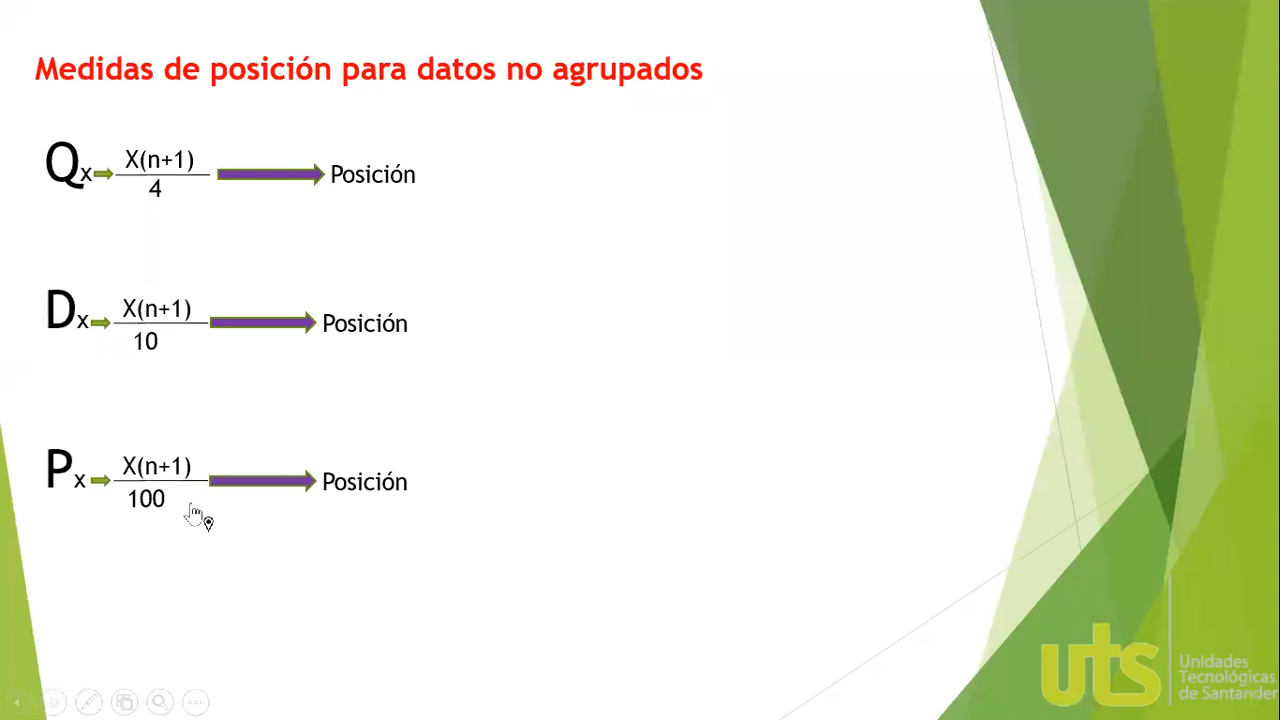 Medidas de posición para datos no agrupados
Qx X(n+1)
4
Posición
Dx X(n+1)
10
Posición
Px X(n+1)
100
Posición
uts
Unidades
Tecnológicas
de Santander